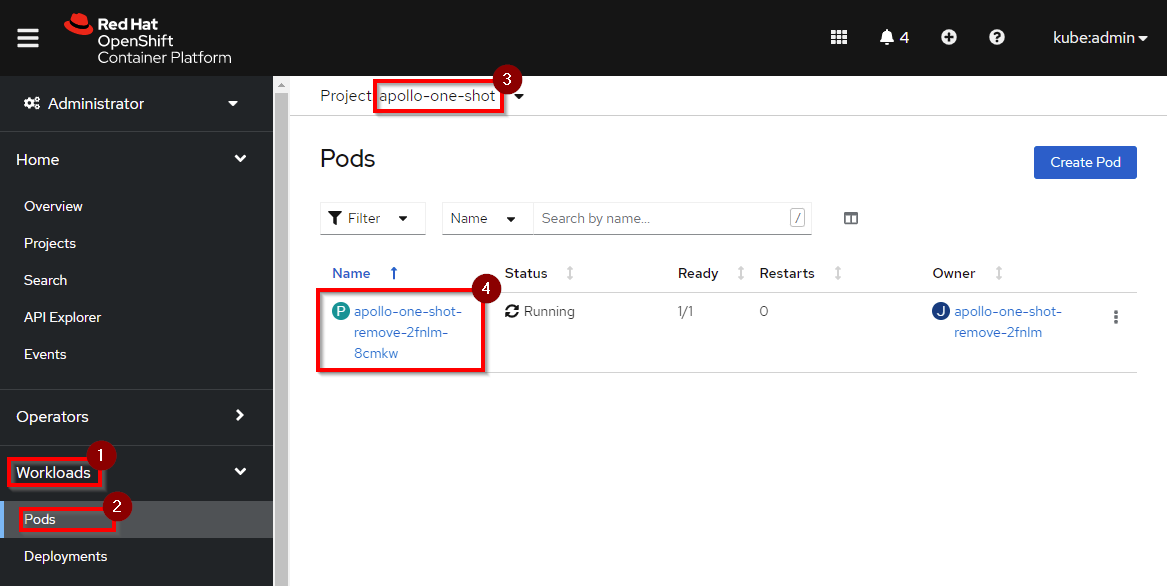 Red Hat
OpenShift
Container Platform
4
kube:admin
Administrator
Home
Overview
Projects
Search
API Explorer
Events
Operators
1
Workloads
2
Pods
Deployments
3
Project apollo-one-shot
Pods
Create Pod
Filter
Name
Search by name...
/
Name
Status
Ready
Restarts
Owner
4
P apollo-one-shot-
remove-2fnlm-
8cmkw
Running
1/1
0
J apollo-one-shot-
remove-2fnlm